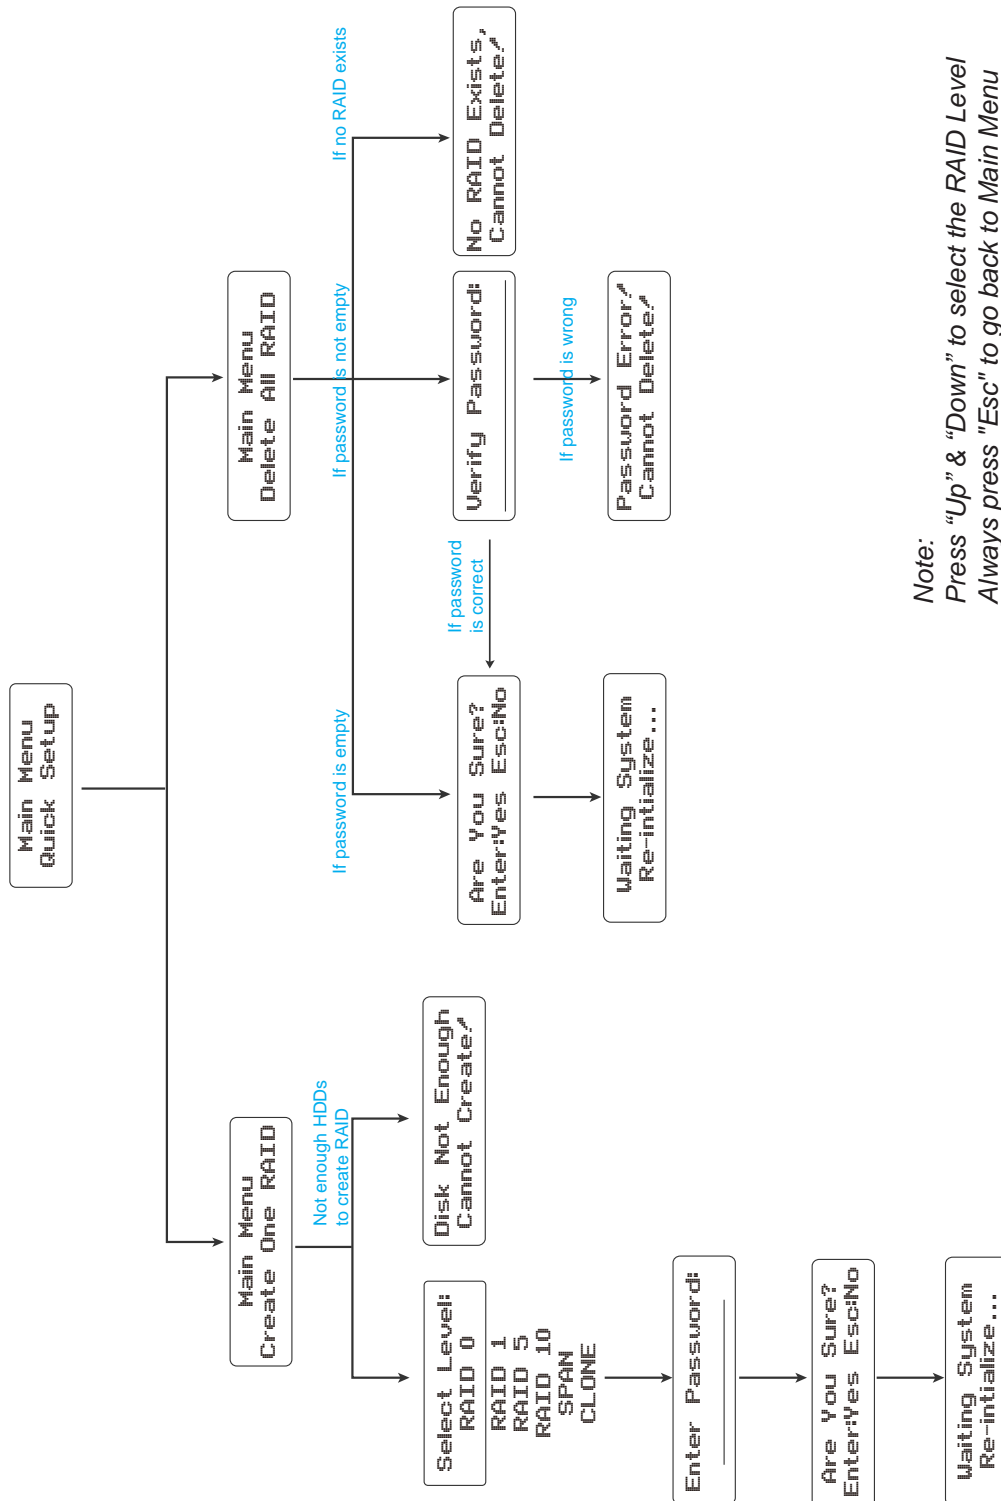 Main Menu
Quick Setup
Main Menu
Create One RAID
Not enough HDDs
to create RAID
Select Level:
RAID 0
RAID 1
RAID 5
RAID 10
SPAN
CLONE
Disk Not Enough
Cannot Create!
Enter Password:
Are You Sure?
Enter:Yes Esc:No
Waiting System
Re-intialize...
Main Menu
Delete All RAID
If password is empty
If password is not empty
If no RAID exists
Are You Sure?
Enter:Yes Esc:No
If password
is correct
Verify Password:
No RAID Exists,
Cannot Delete!
Waiting System
Re-intialize...
If password is wrong
Password Error!
Cannot Delete!
Note:
Press “Up” & “Down” to select the RAID Level
Always press "Esc" to go back to Main Menu